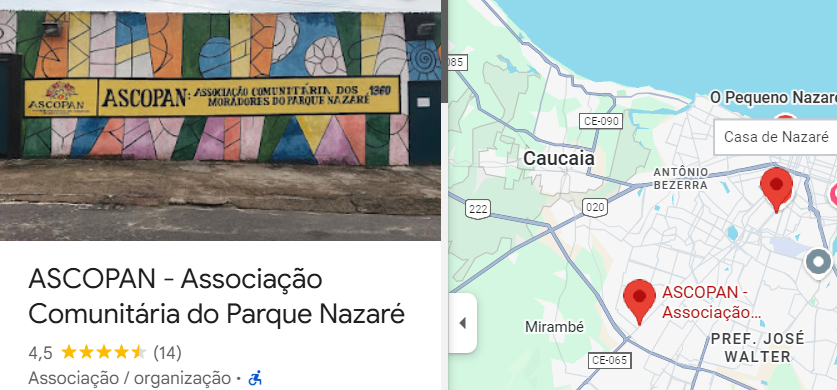 ASCOPAN
ASCOPAN: ASSOCIAÇÃO COMUNITÁRIA DOS
MORADORES DO PARQUE NAZARÉ
1360
ASCOPAN - Associação
Comunitária do Parque Nazaré
4,5 (14)
Associação / organização ·
085
CE-090
O Pequeno Nazar
Casa de Nazaré
Caucaia
ANTÔNIO
BEZERRA
222
020
ASCOPAN -
Associação...
Mirambé
PREF. JOSÉ
WALTER
CE-065